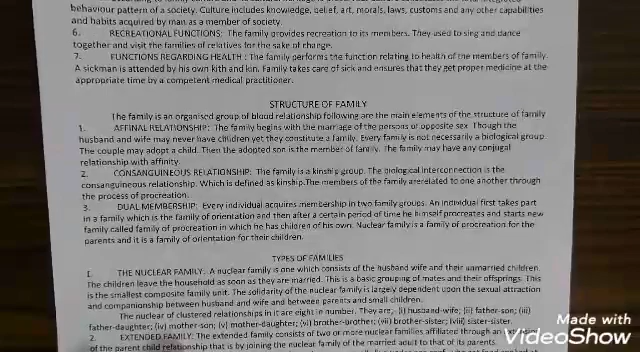 behaviour pattern of a society. Culture includes knowledge, belief, art, morals, laws, customs and any other capabilities
and habits acquired by man as a member of society.
6. RECREATIONAL FUNCTIONS: The family provides recreation to its members. They used to sing and dance
together and visit the families of relatives for the sake of change.
7. FUNCTIONS REGARDING HEALTH : The family performs the function relating to health of the members of family.
A sickman is attended by his own kith and kin. Family takes care of sick and ensures that they get proper medicine at the
appropriate time by a competent medical practitioner.
STRUCTURE OF FAMILY
The family is an organised group of blood relationship following are the main elements of the structure of family
1. AFFINAL RELATIONSHIP: The family begins with the marriage of the persons of opposite sex. Though the
husband and wife may never have children yet they constitute a family. Every family is not necessarily a biological group.
The couple may adopt a child. Then the adopted son is the member of family. The family may have any conjugal
relationship with affinity.
2. CONSANGUINEOUS RELATIONSHIP: The family is a kinship group. The biological interconnection is the
consanguineous relationship. Which is defined as kinship.The members of the family arerelated to one another through
the process of procreation.
3. DUAL MEMBERSHIP: Every individual acquires membership in two family groups. An individual first takes part
in a family which is the family of orientation and then after a certain period of time he himself procreates and starts new
family called family of procreation in which he has children of his own. Nuclear family is a family of procreation for the
parents and it is a family of orientation for their children.
TYPES OF FAMILIES
1. THE NUCLEAR FAMILY: A nuclear family is one which consists of the husband wife and their unmarried children.
The children leave the household as soon as they are married. This is a basic grouping of mates and their offsprings. This
is the smallest composite family unit. The solidarity of the nuclear family is largely dependent upon the sexual attraction
and companionship between husband and wife and between parents and small children.
The nuclear of clustered relationships in it are eight in number. They are, (i) husband-wife; (ii) father-son; (iii)
father-daughter; (iv) mother-son; (v) mother-daughter; (vi) brother-brother; (vii) brother-sister; (viii) sister-sister.
2. EXTENDED FAMILY: The extended family consists of two or more nuclear families affiliated through an
of the parent child relationship that is by joining the nuclear family of the married adult to that of its parents.
Made with
VideoShow